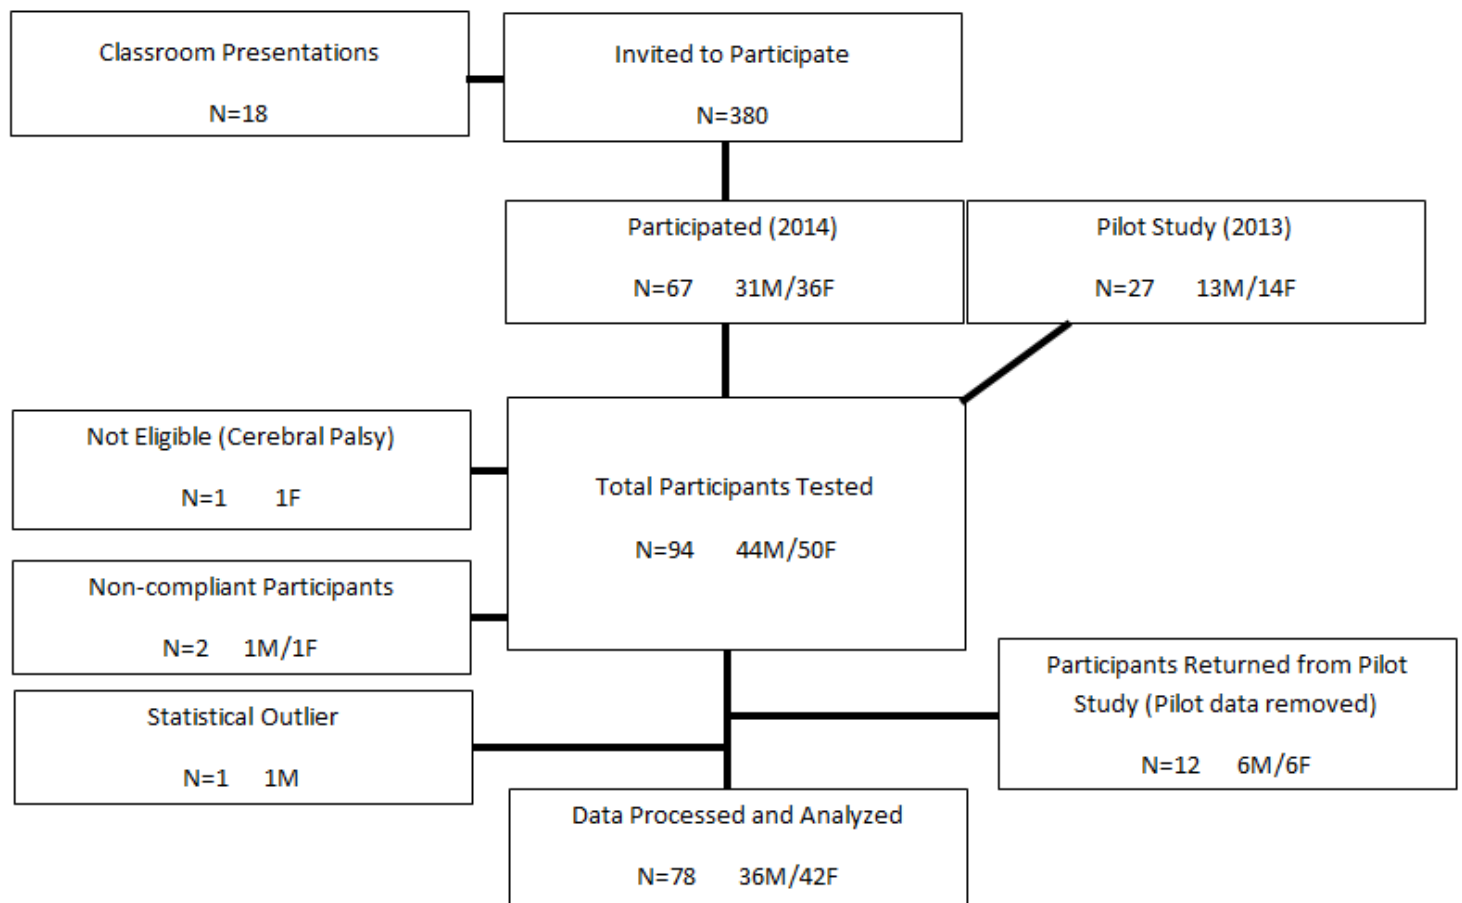 Classroom Presentations
N=18
Invited to Participate
N=380
Participated (2014)
N=67 31M/36F
Pilot Study (2013)
N=27 13M/14F
Not Eligible (Cerebral Palsy)
N=1 1F
Total Participants Tested
N=94 44M/50F
Non-compliant Participants
N=2 1M/1F
Participants Returned from Pilot
Study (Pilot data removed)
N=12 6M/6F
Statistical Outlier
N=1 1M
Data Processed and Analyzed
N=78 36M/42F